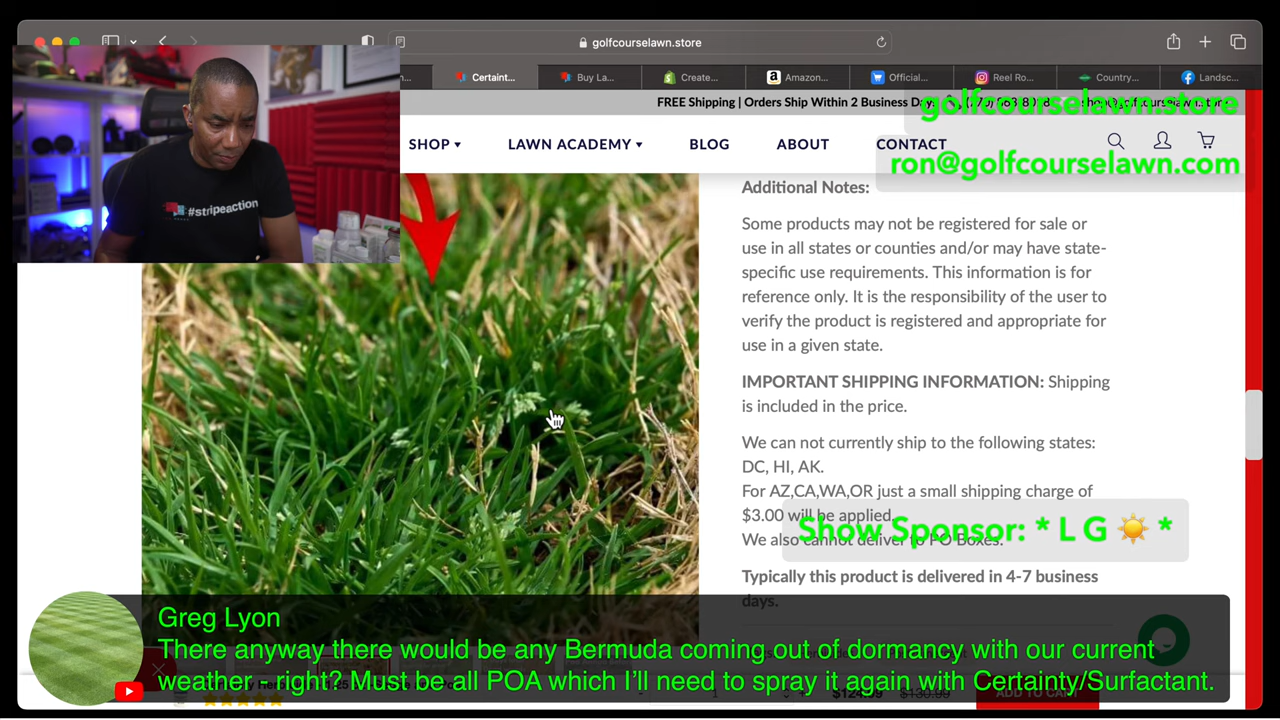 golfcourselawn.store
Certaint...
Buy La...
Create...
Amazon...
Official...
Reel Ro...
Country...
Landsc...
FREE Shipping | Orders Ship Within 2 Business Days
golfcourselawn.store
SHOP
LAWN ACADEMY
BLOG
ABOUT
CONTACT
ron@golfcourselawn.com
#stripeaction
Additional Notes:
Some products may not be registered for sale or
use in all states or counties and/or may have state-
specific use requirements. This information is for
reference only. It is the responsibility of the user to
verify the product is registered and appropriate for
use in a given state.
IMPORTANT SHIPPING INFORMATION: Shipping
is included in the price.
We can not currently ship to the following states:
DC, HI, AK.
For AZ,CA,WA,OR just a small shipping charge of
$3.00 will be applied.
We also cannot deliver to PO Boxes.
Show Sponsor: * L G ☀️ *
Typically this product is delivered in 4-7 business
days.
Greg Lyon
There anyway there would be any Bermuda coming out of dormancy with our current
weather - right? Must be all POA which I'll need to spray it again with Certainty/Surfactant.
ADD TO CART